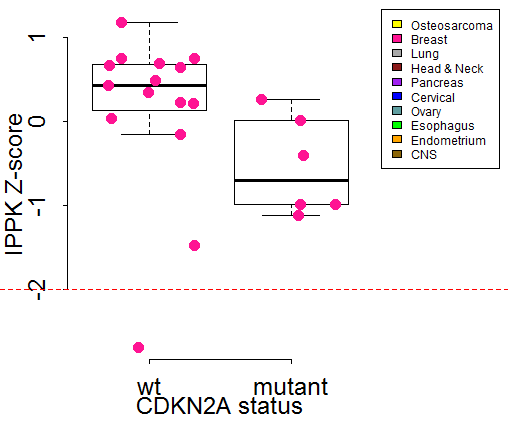 IPPK Z-score
1
0
-1
-2
wt mutant
CDKN2A status
Osteosarcoma
Breast
Lung
Head & Neck
Pancreas
Cervical
Ovary
Esophagus
Endometrium
CNS